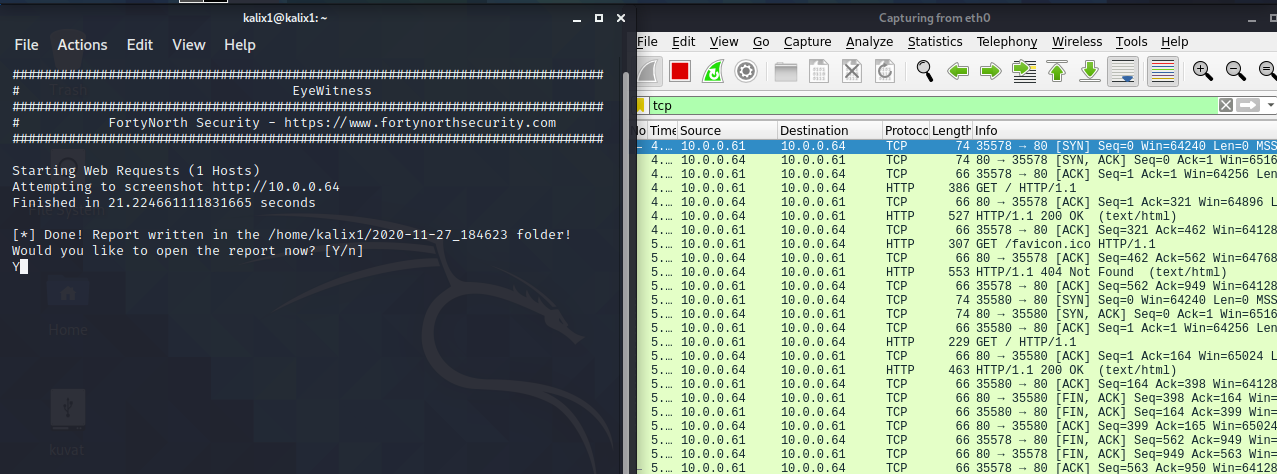 kalix1@kalix1: ~
File Actions Edit View Help
###########################################################################
# EyeWitness
###########################################################################
# FortyNorth Security - https://www.fortynorthsecurity.com
###########################################################################
Starting Web Requests (1 Hosts)
Attempting to screenshot http://10.0.0.64
Finished in 21.224661111831665 seconds
[*] Done! Report written in the /home/kalix1/2020-11-27_184623 folder!
Would you like to open the report now? [Y/n]
Y
Home
kuvat
Capturing from eth0
File Edit View Go Capture Analyze Statistics Telephony Wireless Tools Help
tcp
No Time Source Destination Protoco Length Info
4.… 10.0.0.61 10.0.0.64 TCP 74 35578 → 80 [SYN] Seq=0 Win=64240 Len=0 MSS
4.… 10.0.0.64 10.0.0.61 TCP 74 80 → 35578 [SYN, ACK] Seq=0 Ack=1 Win=6516
4.… 10.0.0.61 10.0.0.64 TCP 66 35578 → 80 [ACK] Seq=1 Ack=1 Win=64256 Len
4.… 10.0.0.61 10.0.0.64 HTTP 386 GET / HTTP/1.1
4.… 10.0.0.64 10.0.0.61 TCP 66 80 → 35578 [ACK] Seq=1 Ack=321 Win=64896 L
4.… 10.0.0.64 10.0.0.61 HTTP 527 HTTP/1.1 200 OK (text/html)
4.… 10.0.0.61 10.0.0.64 TCP 66 35578 → 80 [ACK] Seq=321 Ack=462 Win=64128
5.… 10.0.0.61 10.0.0.64 HTTP 307 GET /favicon.ico HTTP/1.1
5.… 10.0.0.64 10.0.0.61 TCP 66 80 → 35578 [ACK] Seq=462 Ack=562 Win=64768
5.… 10.0.0.64 10.0.0.61 HTTP 553 HTTP/1.1 404 Not Found (text/html)
5.… 10.0.0.61 10.0.0.64 TCP 66 35578 → 80 [ACK] Seq=562 Ack=949 Win=64128
5.… 10.0.0.61 10.0.0.64 TCP 74 35580 → 80 [SYN] Seq=0 Win=64240 Len=0 MSS
5.… 10.0.0.64 10.0.0.61 TCP 74 80 → 35580 [SYN, ACK] Seq=0 Ack=1 Win=6516
5.… 10.0.0.61 10.0.0.64 TCP 66 35580 → 80 [ACK] Seq=1 Ack=1 Win=64256 Len
5.… 10.0.0.61 10.0.0.64 HTTP 229 GET / HTTP/1.1
5.… 10.0.0.64 10.0.0.61 TCP 66 80 → 35580 [ACK] Seq=1 Ack=164 Win=65024 L
5.… 10.0.0.64 10.0.0.61 HTTP 463 HTTP/1.1 200 OK (text/html)
5.… 10.0.0.61 10.0.0.64 TCP 66 35580 → 80 [ACK] Seq=164 Ack=398 Win=64128
5.… 10.0.0.64 10.0.0.61 TCP 66 80 → 35580 [FIN, ACK] Seq=398 Ack=164 Win=
5.… 10.0.0.61 10.0.0.64 TCP 66 35580 → 80 [FIN, ACK] Seq=164 Ack=399 Win=
5.… 10.0.0.64 10.0.0.61 TCP 66 80 → 35580 [ACK] Seq=399 Ack=165 Win=65024
5.… 10.0.0.61 10.0.0.64 TCP 66 35578 → 80 [FIN, ACK] Seq=562 Ack=949 Win=
5.… 10.0.0.64 10.0.0.61 TCP 66 80 → 35578 [FIN, ACK] Seq=949 Ack=563 Win=
5.… 10.0.0.61 10.0.0.64 TCP 66 35578 → 80 [ACK] Seq=563 Ack=950 Win=64128